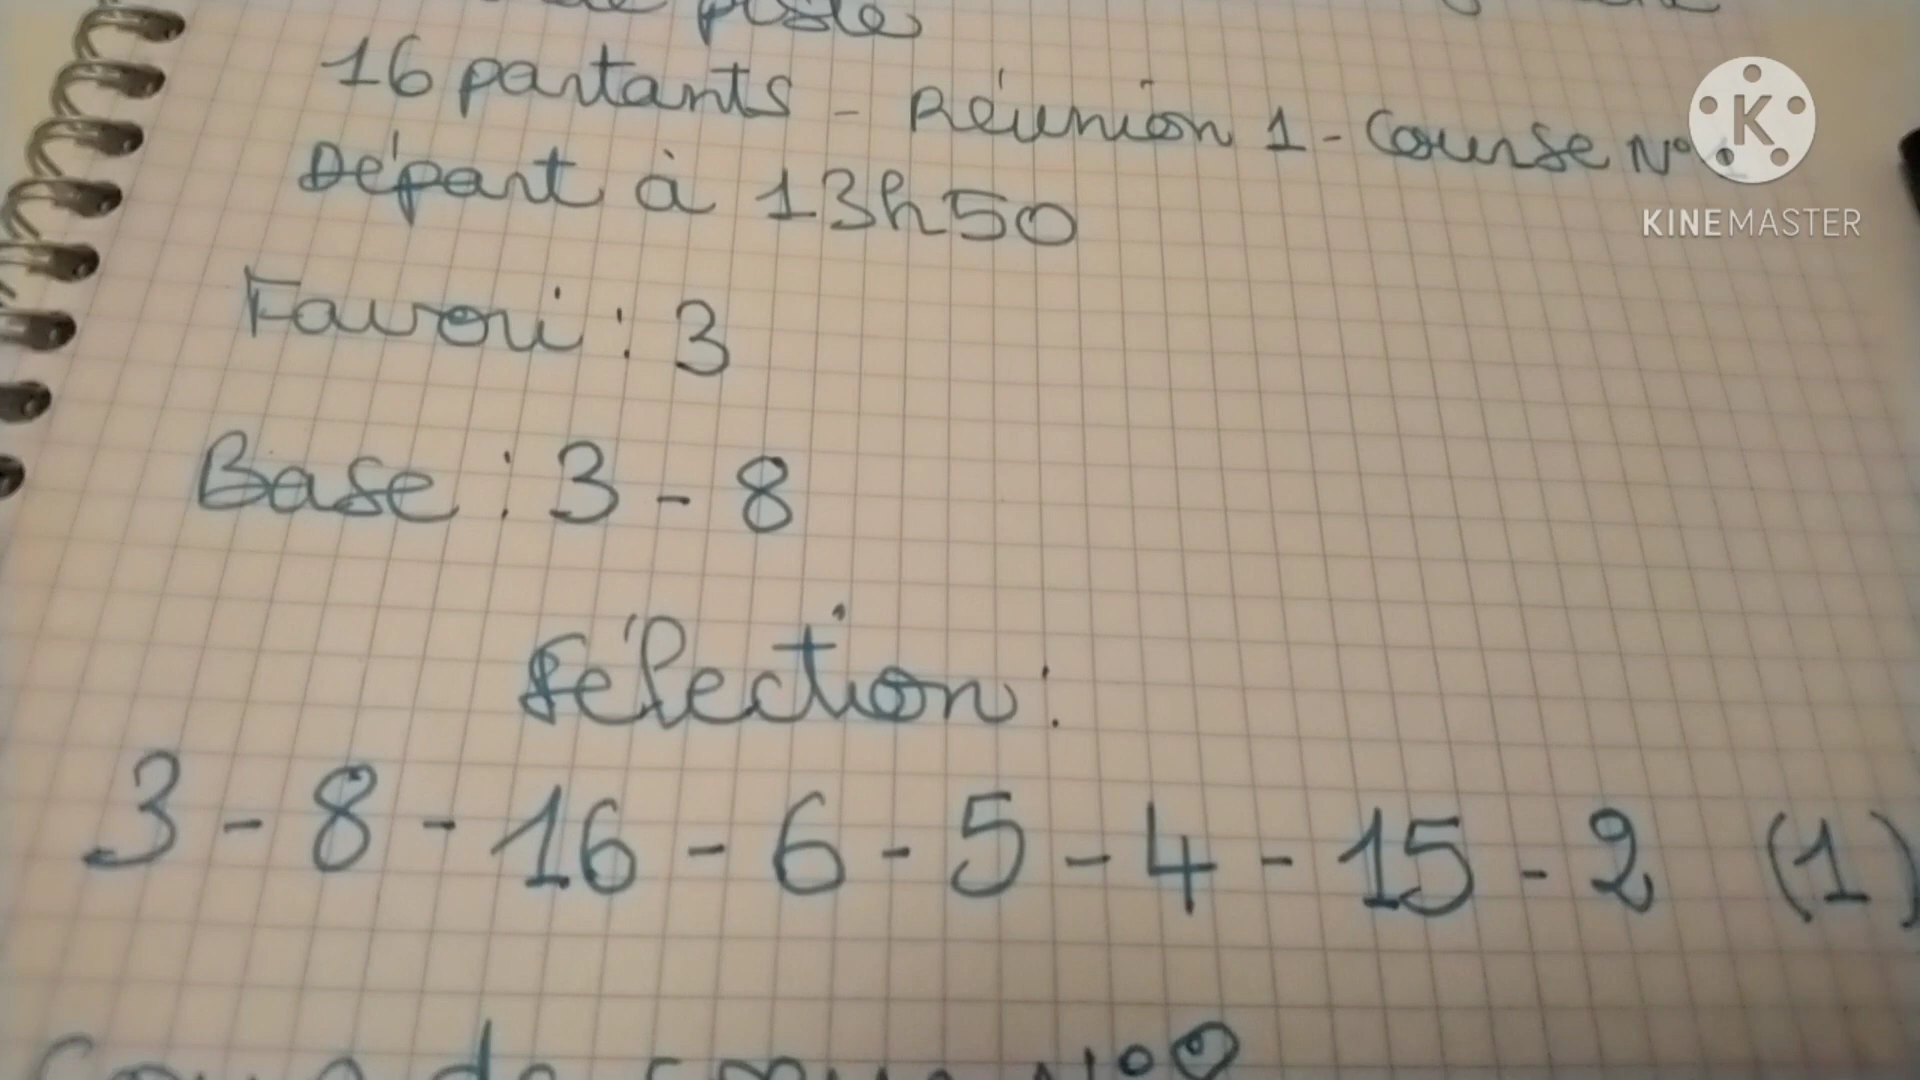 piste
16 partants - Réunion 1 - Course N°
Départ à 13h50
Favori : 3
Base : 3 - 8
Sélection :
3 - 8 - 16 - 6 - 5 - 4 - 15 - 2 (1)
KINEMASTER